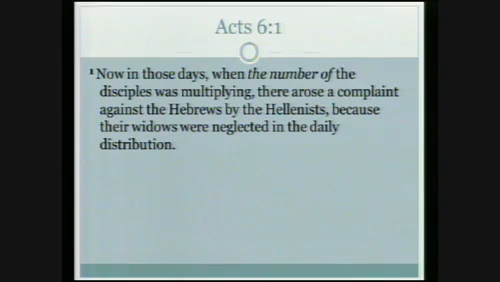 Acts 6:1
1 Now in those days, when the number of the
disciples was multiplying, there arose a complaint
against the Hebrews by the Hellenists, because
their widows were neglected in the daily
distribution.